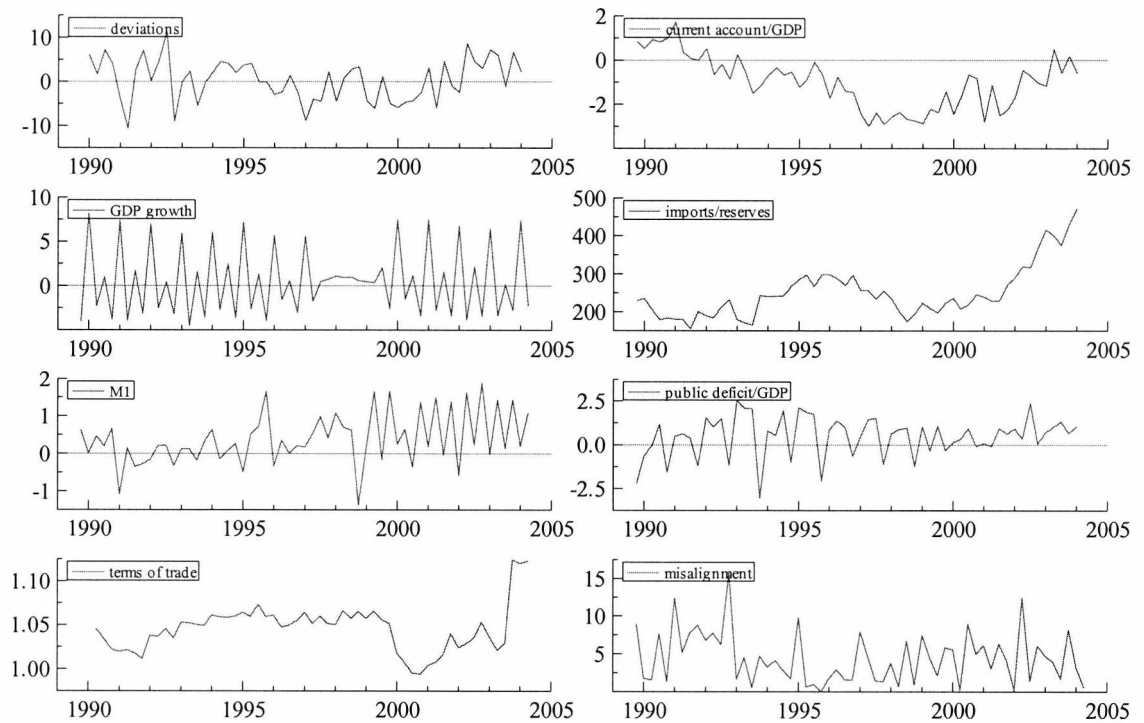 deviations
10
0
-10
1990 1995 2000 2005
current account/GDP
2
0
-2
1990 1995 2000 2005
GDP growth
10
5
0
1990 1995 2000 2005
imports/reserves
500
400
300
200
1990 1995 2000 2005
M1
2
1
0
-1
1990 1995 2000 2005
public deficit/GDP
2.5
0.0
-2.5
1990 1995 2000 2005
terms of trade
1.10
1.05
1.00
1990 1995 2000 2005
misalignment
15
10
5
1990 1995 2000 2005